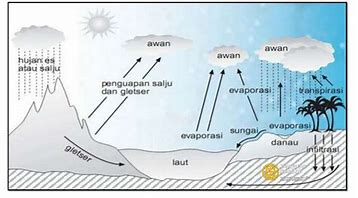 awan
awan
awan
hujan es
atau salju
penguapan salju
dan gletser
evaporasi
transpirasi
evaporasi
sungai
evaporasi
danau
infiltrasi
gletser
laut